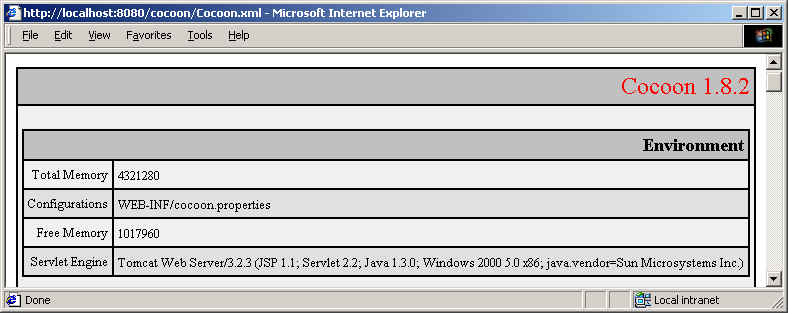 http://localhost:8080/cocoon/Cocoon.xml - Microsoft Internet Explorer
File Edit View Favorites Tools Help
Cocoon 1.8.2
Environment
Total Memory 4321280
Configurations WEB-INF/cocoon.properties
Free Memory 1017960
Servlet Engine Tomcat Web Server/3.2.3 (JSP 1.1; Servlet 2.2; Java 1.3.0; Windows 2000 5.0 x86; java.vendor=Sun Microsystems Inc.)
Done Local intranet